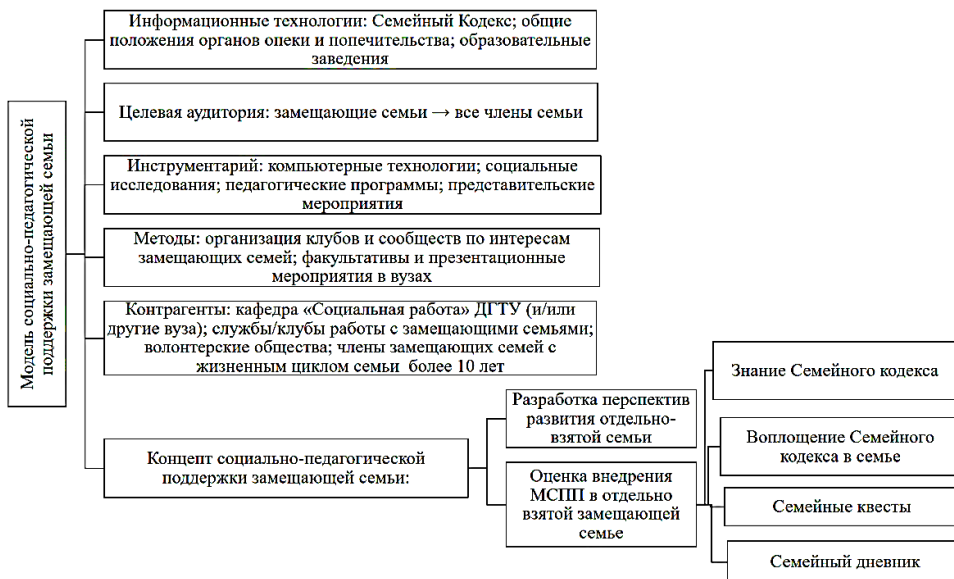 Модель социально-педагогической
поддержки замещающей семьи
Информационные технологии: Семейный Кодекс; общие
положения органов опеки и попечительства; образовательные
заведения
Целевая аудитория: замещающие семьи → все члены семьи
Инструментарий: компьютерные технологии; социальные
исследования; педагогические программы; представительские
мероприятия
Методы: организация клубов и сообществ по интересам
замещающих семей; факультативы и презентационные
мероприятия в вузах
Контрагенты: кафедра «Социальная работа» ДГТУ (и/или
другие вуза); службы/клубы работы с замещающими семьями;
волонтерские общества; члены замещающих семей с
жизненным циклом семьи более 10 лет
Концепт социально-педагогической
поддержки замещающей семьи:
Разработка перспектив
развития отдельно-
взятой семьи
Оценка внедрения
МСПП в отдельно
взятой замещающей
семье
Знание Семейного кодекса
Воплощение Семейного
кодекса в семье
Семейные квесты
Семейный дневник